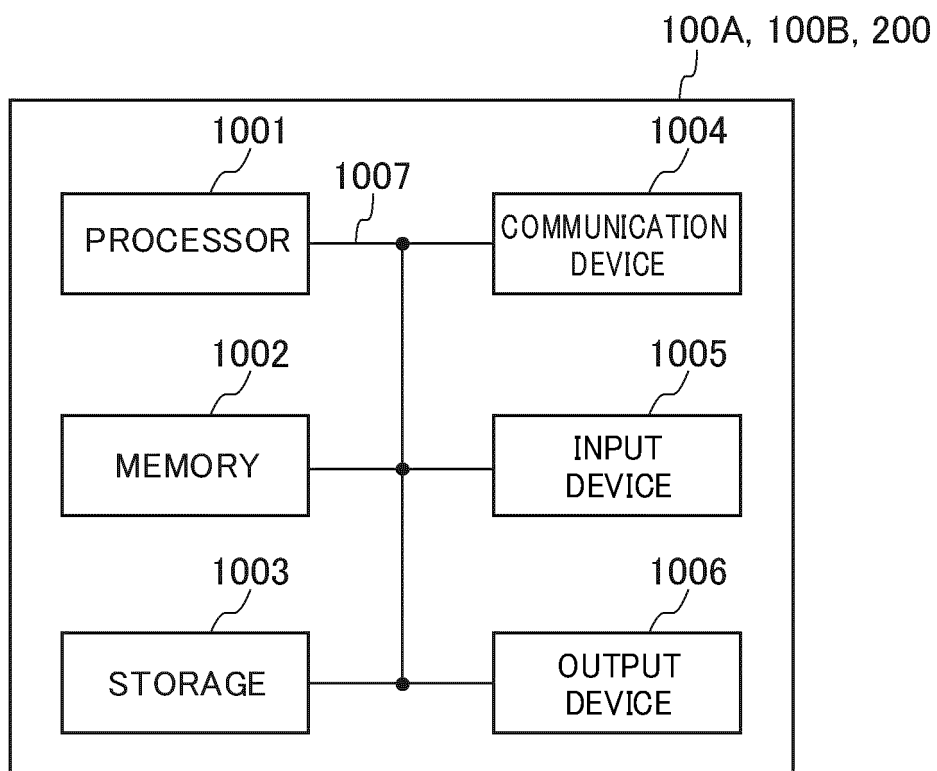 100A, 100B, 200
1001
1007
1004
PROCESSOR
COMMUNICATION
DEVICE
1002
1005
MEMORY
INPUT
DEVICE
1003
1006
STORAGE
OUTPUT
DEVICE